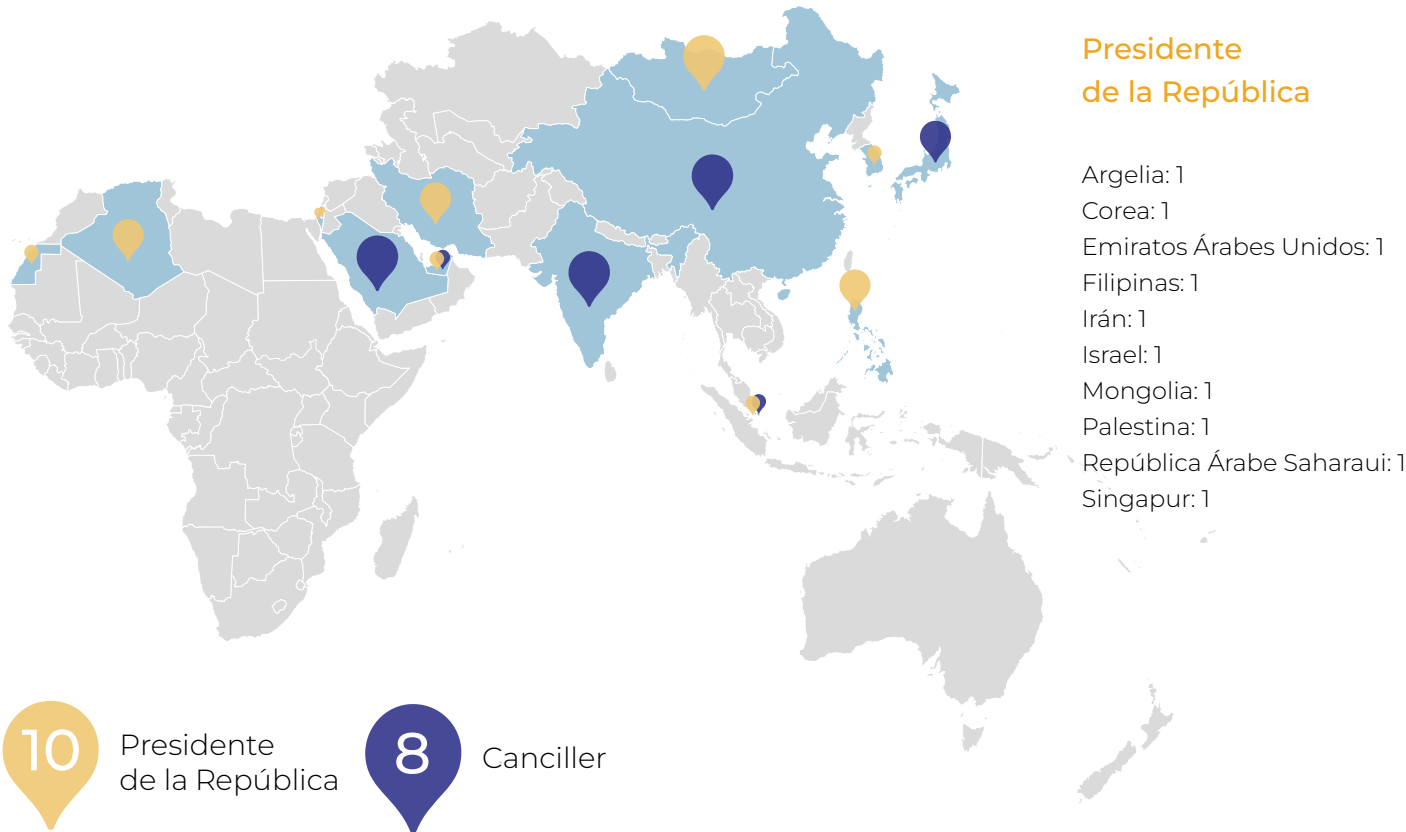 Presidente
de la República
Argelia: 1
Corea: 1
Emiratos Árabes Unidos: 1
Filipinas: 1
Irán: 1
Israel: 1
Mongolia: 1
Palestina: 1
República Árabe Saharaui: 1
Singapur: 1
10
Presidente
de la República
8
Canciller